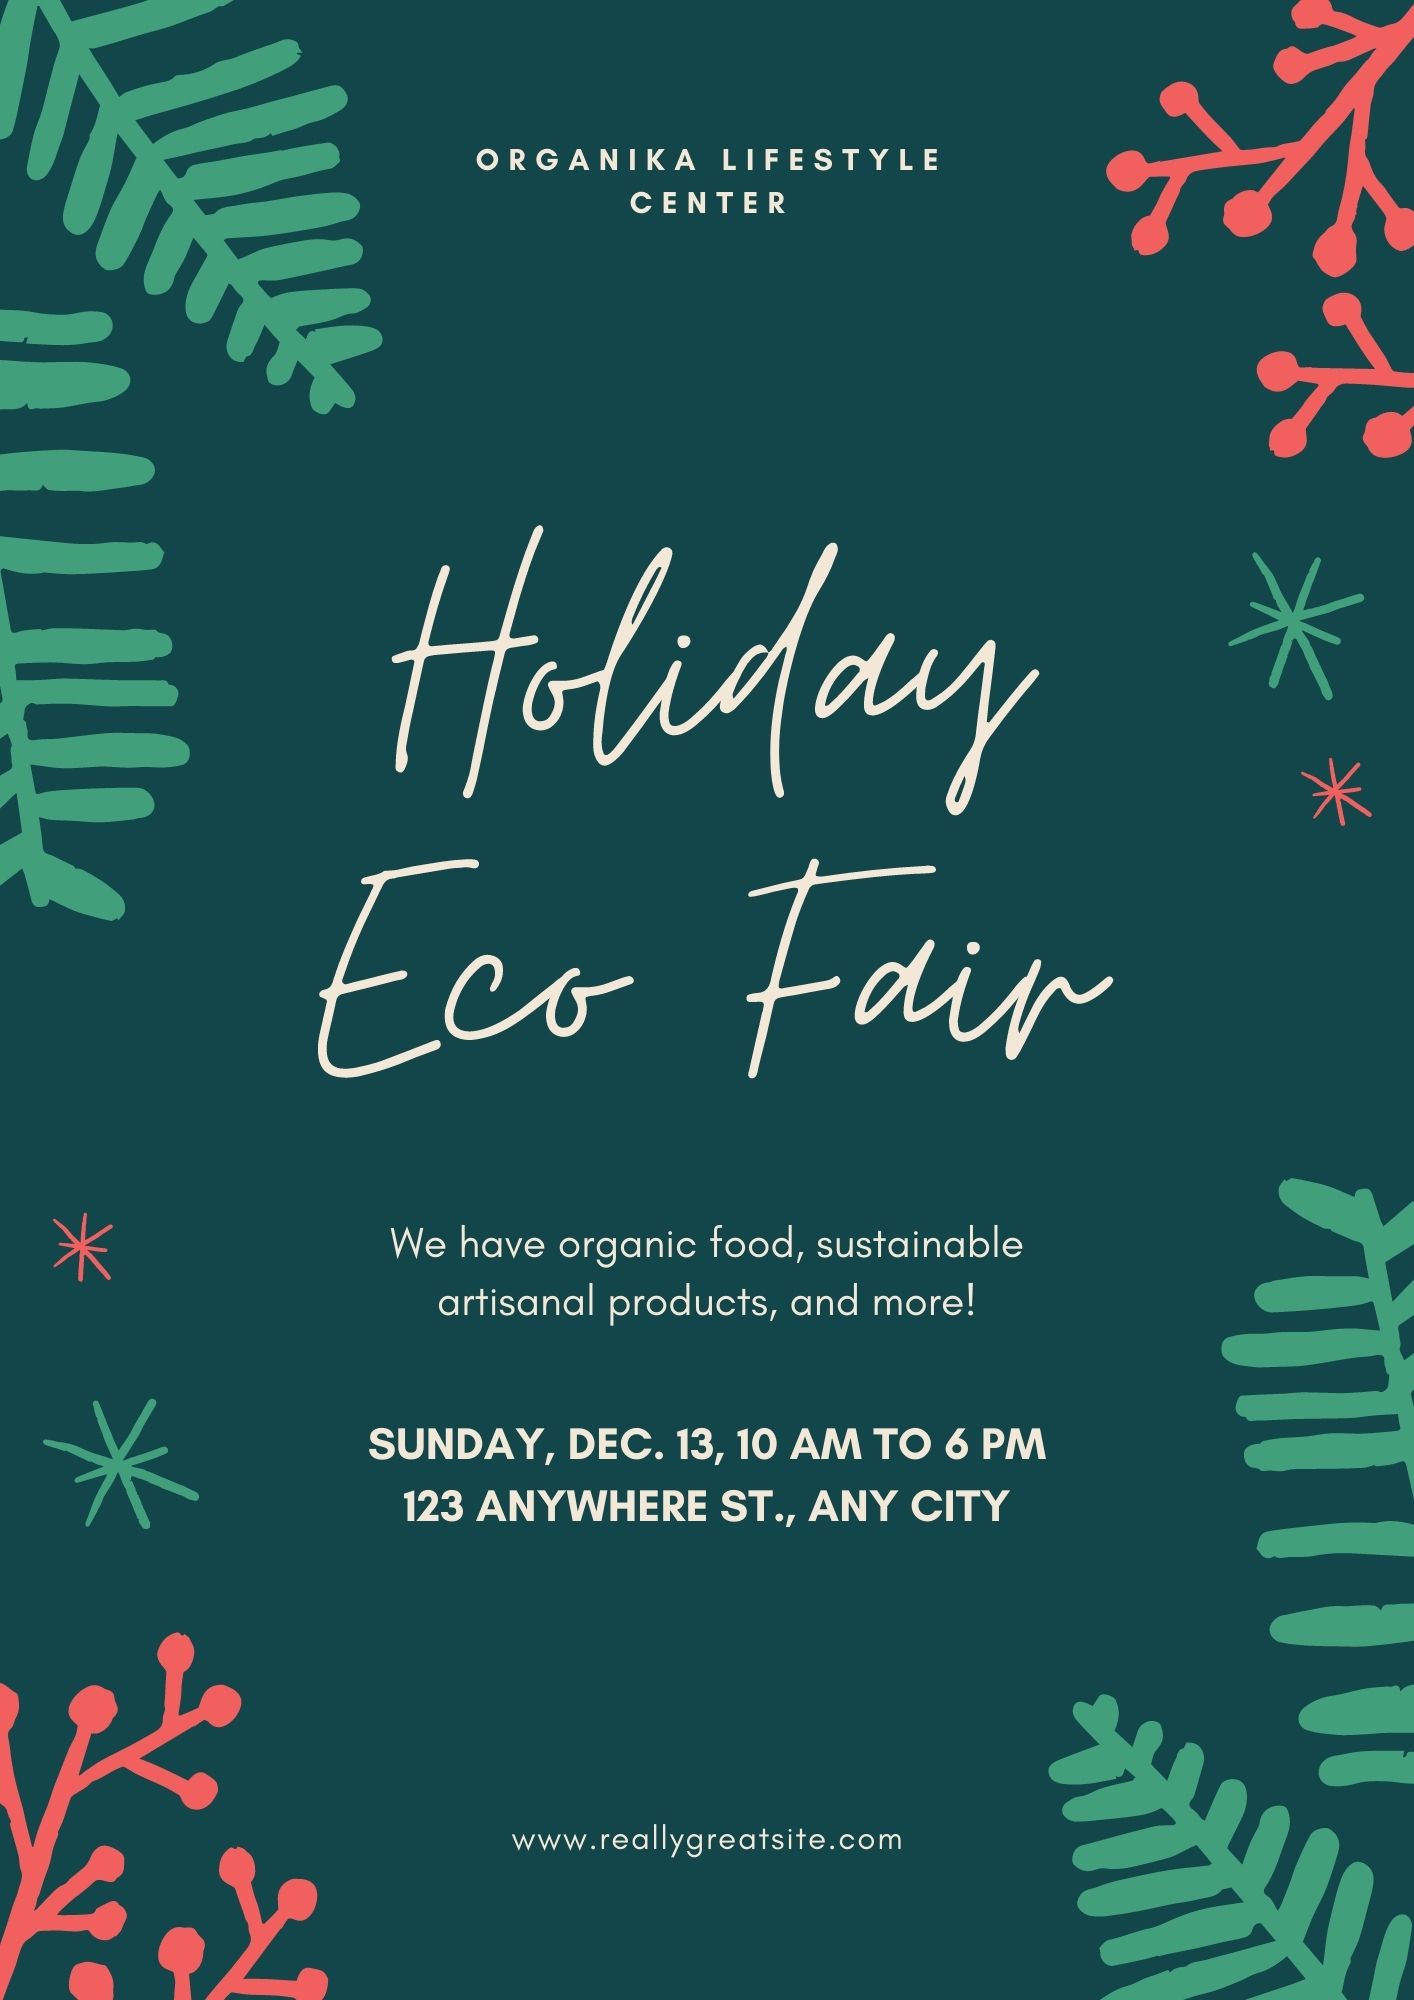 ORGANIKA LIFESTYLE
CENTER
Holiday
Eco Fair
We have organic food, sustainable
artisanal products, and more!
SUNDAY, DEC. 13, 10 AM TO 6 PM
123 ANYWHERE ST., ANY CITY
www.reallygreatsite.com